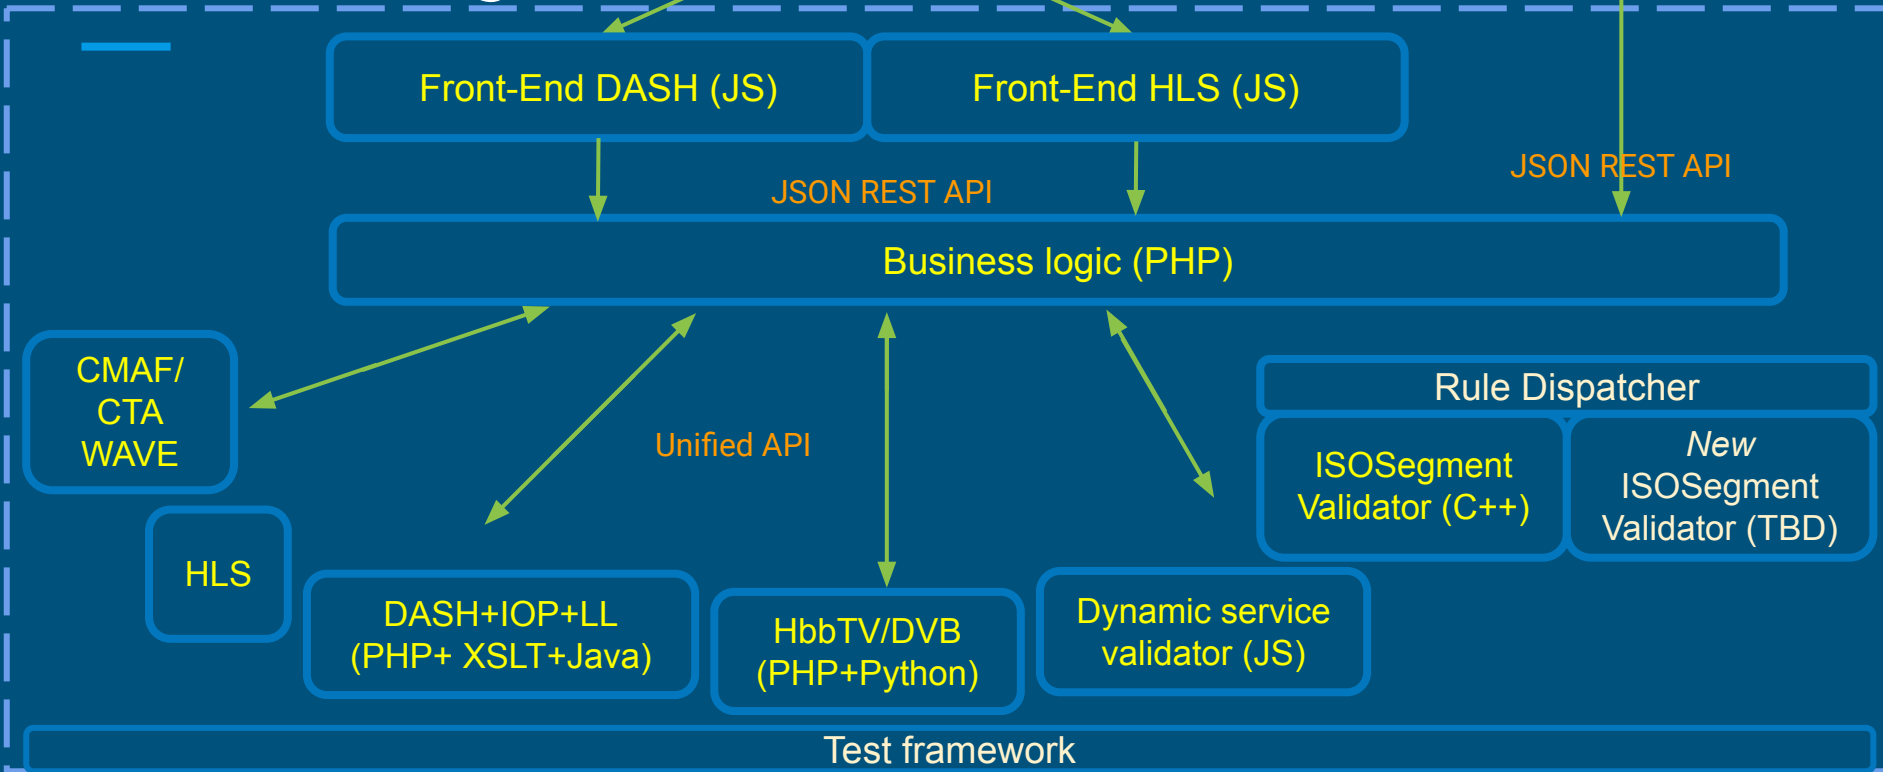 Front-End DASH (JS)
Front-End HLS (JS)
JSON REST API
JSON REST API
Business logic (PHP)
CMAF/
CTA
WAVE
Unified API
Rule Dispatcher
ISOSegment
Validator (C++)
New
ISOSegment
Validator (TBD)
HLS
DASH+IOP+LL
(PHP+ XSLT+Java)
HbbTV/DVB
(PHP+Python)
Dynamic service
validator (JS)
Test framework